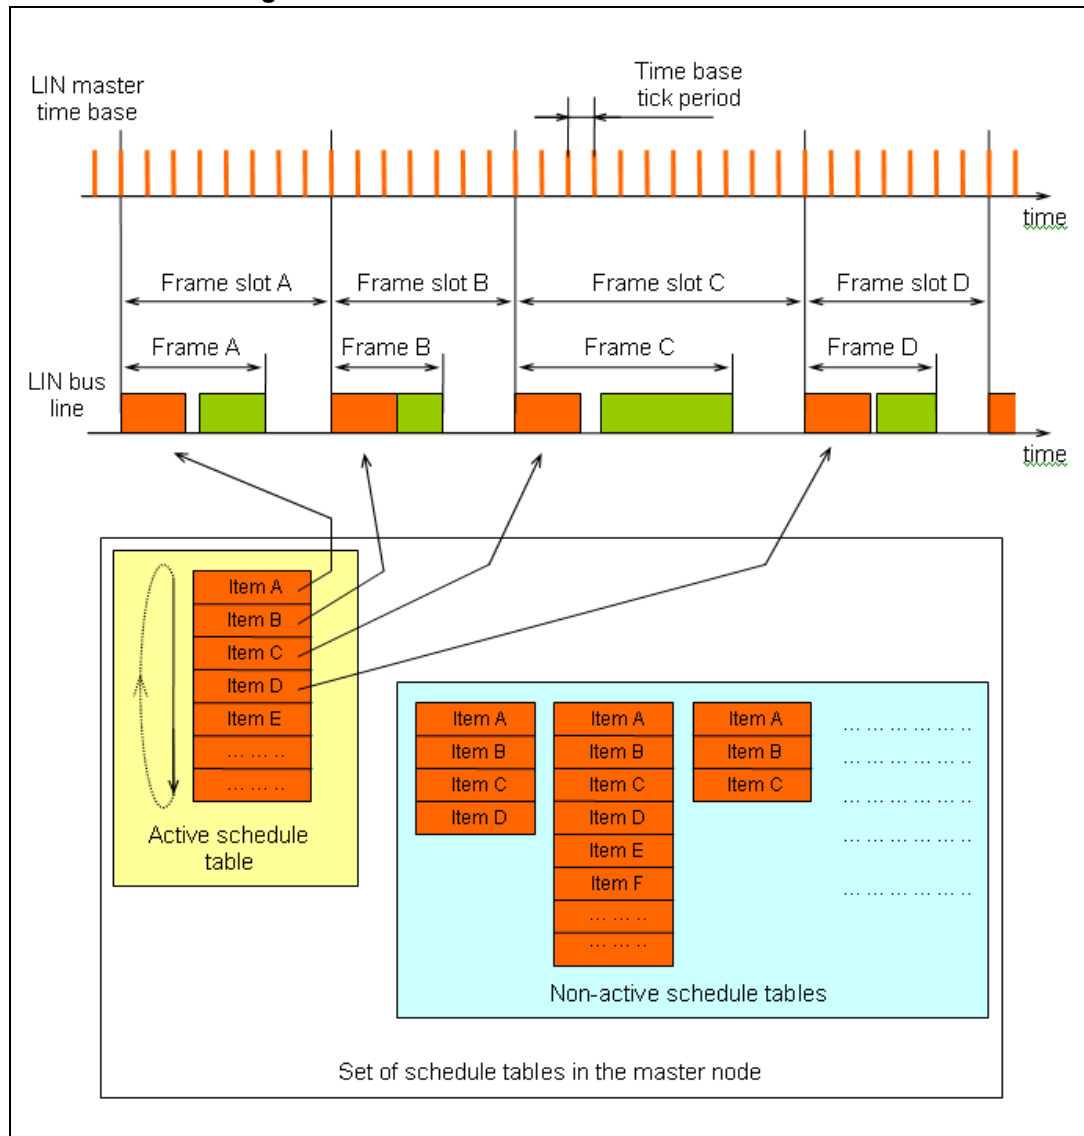 LIN master
time base
Time base
tick period
time
Frame slot A
Frame slot B
Frame slot C
Frame slot D
Frame A
Frame B
Frame C
Frame D
LIN bus
line
time
Item A
Item B
Item C
Item D
Item E
... ... ..
... ... ..
Active schedule
table
Item A
Item B
Item C
Item D
Item A
Item B
Item C
Item D
Item E
Item F
... ... ..
... ... ..
Item A
Item B
Item C
... ... ... ... ... ..
... ... ... ... ... ..
... ... ... ... ... ..
... ... ... ... ... ..
... ... ... ... ... ..
Non-active schedule tables
Set of schedule tables in the master node